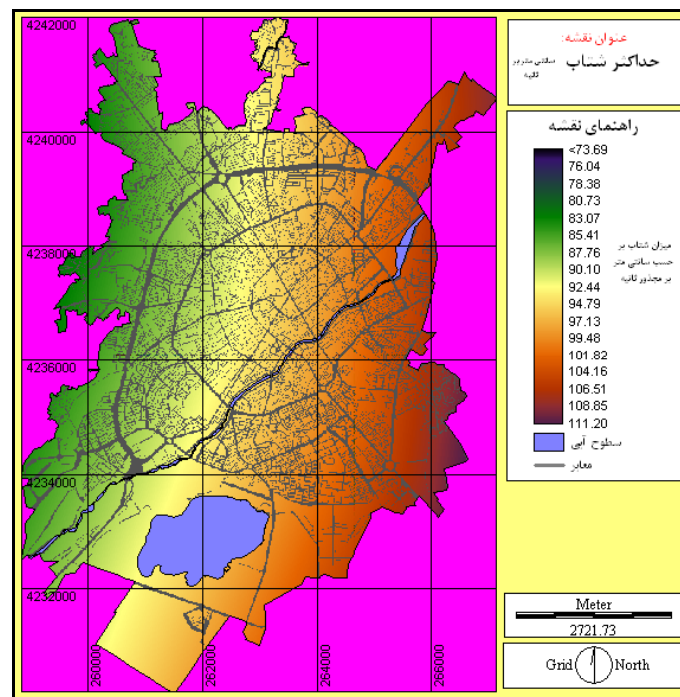 4242000
4240000
4238000
4236000
4234000
4232000
260000
262000
264000
266000
عنوان نقشه:
حداکثر شتاب سانتی متر بر ثانیه
راهنمای نقشه
<73.69
76.04
78.38
80.73
83.07
85.41
87.76
90.10
92.44
94.79
97.13
99.48
101.82
104.16
106.51
108.85
111.20
میزان شتاب بر
حسب سانتی متر
بر مجذور ثانیه
سطوح آبی
معابر
Meter
2721.73
Grid North